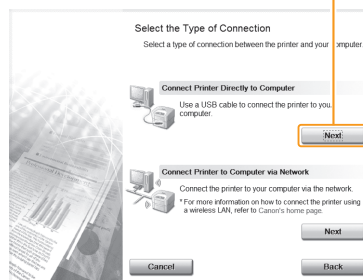 Select the Type of Connection
Select a type of connection between the printer and your computer.
Connect Printer Directly to Computer
Use a USB cable to connect the printer to your
computer.
Next
Connect Printer to Computer via Network
Connect the printer to your computer via the network.
* For more information on how to connect the printer using
a wireless LAN, refer to Canon's home page.
Next
Cancel
Back